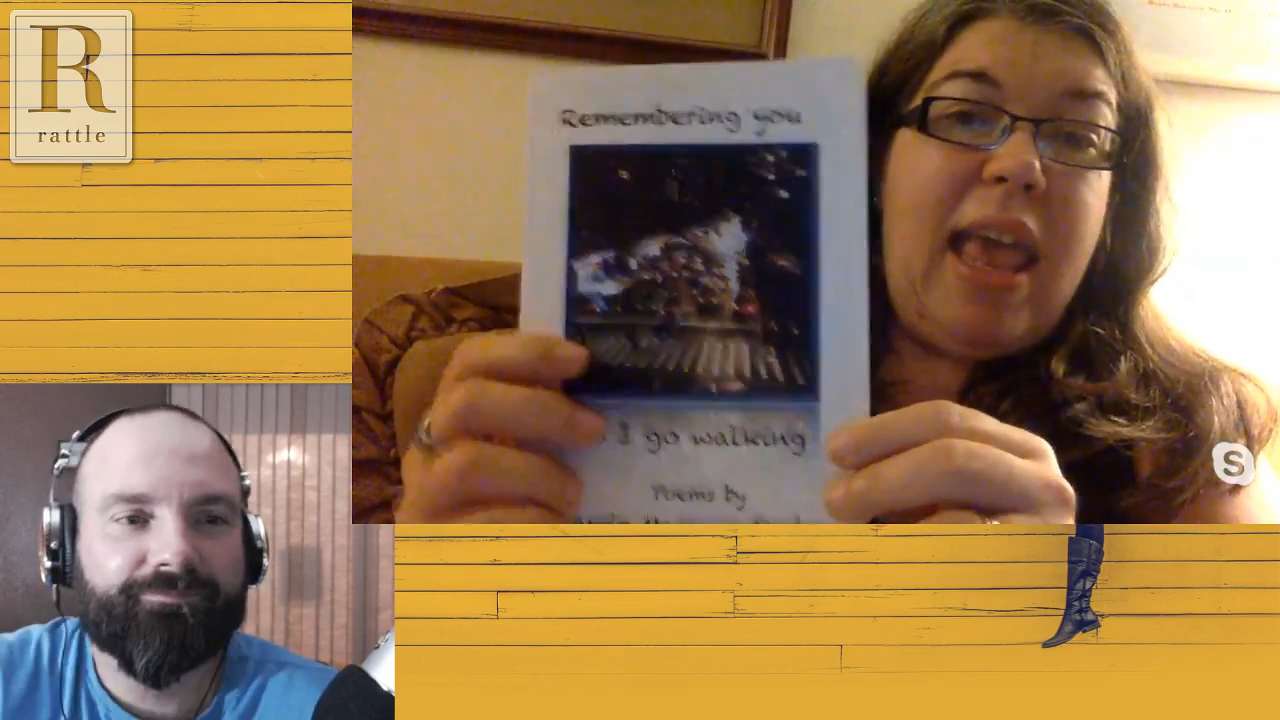 R
rattle
Remembering you
I go walking
Poems by
S